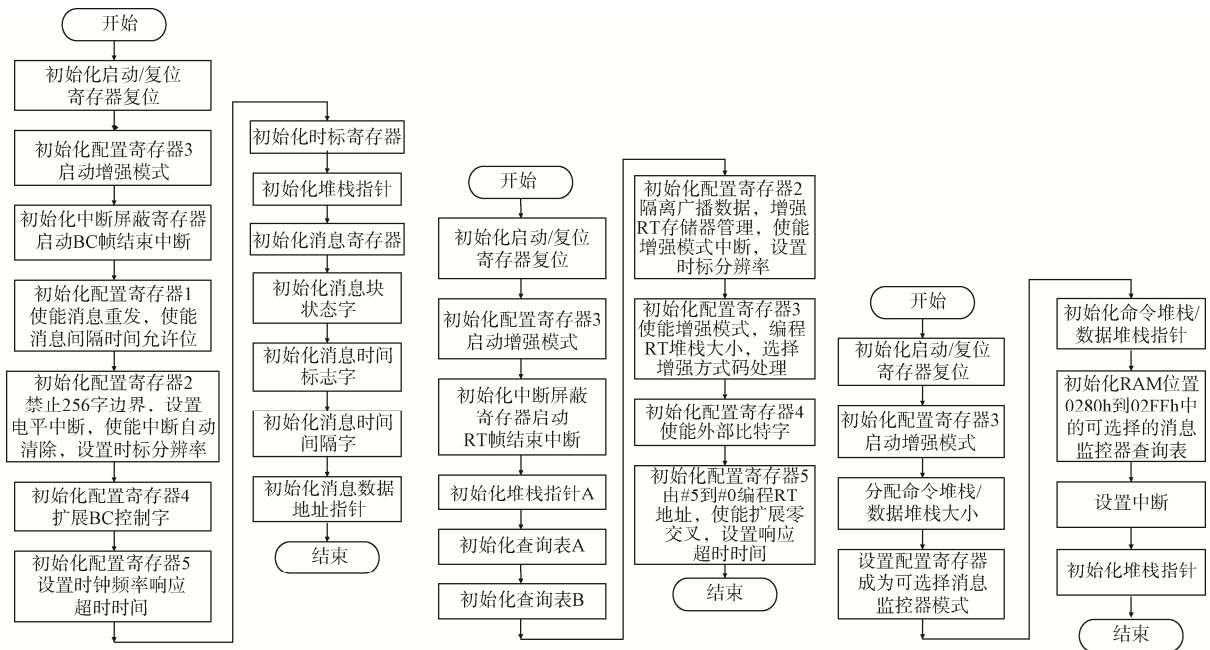 开始
初始化启动/复位
寄存器复位
初始化配置寄存器3
启动增强模式
初始化中断屏蔽寄存器
启动BC帧结束中断
初始化配置寄存器1
使能消息重发，使能
消息间隔时间允许位
初始化配置寄存器2
禁止256字边界，设置
电平中断，使能中断自动
清除，设置时标分辨率
初始化配置寄存器4
扩展BC控制字
初始化配置寄存器5
设置时钟频率响应
超时时间
初始化时标寄存器
初始化堆栈指针
初始化消息寄存器
初始化消息块
状态字
初始化消息时间
标志字
初始化消息时间
间隔字
初始化消息数据
地址指针
结束
开始
初始化启动/复位
寄存器复位
初始化配置寄存器3
启动增强模式
初始化中断屏蔽
寄存器启动
RT帧结束中断
初始化堆栈指针A
初始化查询表A
初始化查询表B
初始化配置寄存器2
隔离广播数据，增强
RT存储器管理，使能
增强模式中断，设置
时标分辨率
初始化配置寄存器3
使能增强模式，编程
RT堆栈大小，选择
增强方式码处理
初始化配置寄存器4
使能外部比特字
初始化配置寄存器5
由#5到#0编程RT
地址，使能扩展零
交叉，设置响应
超时时间
结束
开始
初始化启动/复位
寄存器复位
初始化配置寄存器3
启动增强模式
分配命令堆栈/
数据堆栈大小
设置配置寄存器
成为可选择消息
监控器模式
初始化命令堆栈/
数据堆栈指针
初始化RAM位置
0280h到02FFh中
的可选择的消息
监控器查询表
设置中断
初始化堆栈指针
结束